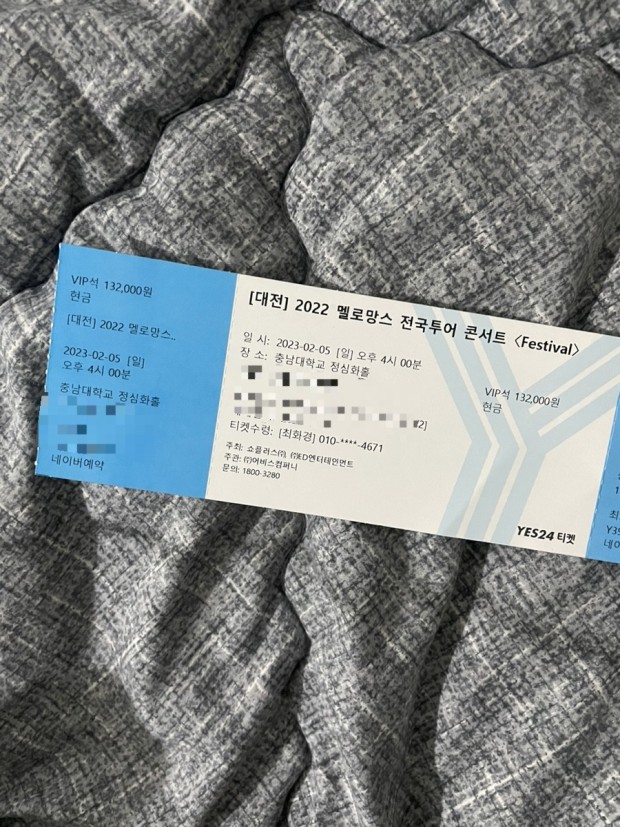 VIP석 132,000원
현금
[대전] 2022 멜로망스..
2023-02-05 [일]
오후 4시 00분
충남대학교 정심화홀
네이버예약
[대전] 2022 멜로망스 전국투어 콘서트 <Festival>
일 시: 2023-02-05 [일] 오후 4시 00분
장 소: 충남대학교 정심화홀
티켓수령: [최화경] 010-****-4671
주최: 쇼플러스㈜, ㈜ED엔터테인먼트
주관: ㈜어비스컴퍼니
문의: 1800-3280
VIP석 132,000원
현금
YES24 티켓